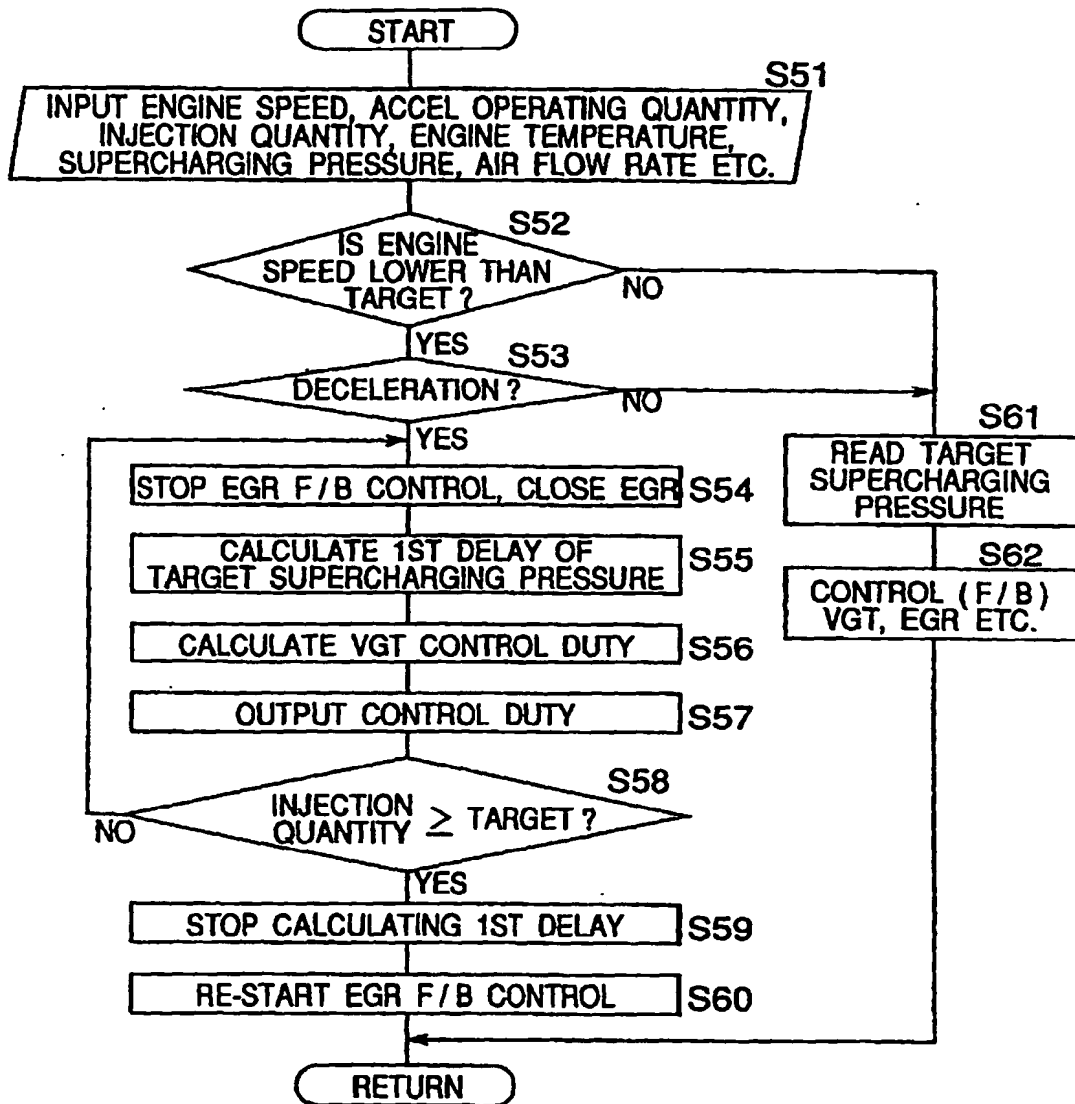 START
S51
INPUT ENGINE SPEED, ACCEL OPERATING QUANTITY,
INJECTION QUANTITY, ENGINE TEMPERATURE,
SUPERCHARGING PRESSURE, AIR FLOW RATE ETC.
S52
IS ENGINE
SPEED LOWER THAN
TARGET ?
NO
YES
S53
DECELERATION ?
NO
YES
S61
READ TARGET
SUPERCHARGING
PRESSURE
STOP EGR F/B CONTROL, CLOSE EGR S54
CALCULATE 1ST DELAY OF
TARGET SUPERCHARGING PRESSURE
S55
S62
CONTROL (F/B)
VGT, EGR ETC.
CALCULATE VGT CONTROL DUTY S56
OUTPUT CONTROL DUTY S57
S58
INJECTION
QUANTITY ≥ TARGET ?
NO
YES
STOP CALCULATING 1ST DELAY S59
RE-START EGR F/B CONTROL S60
RETURN